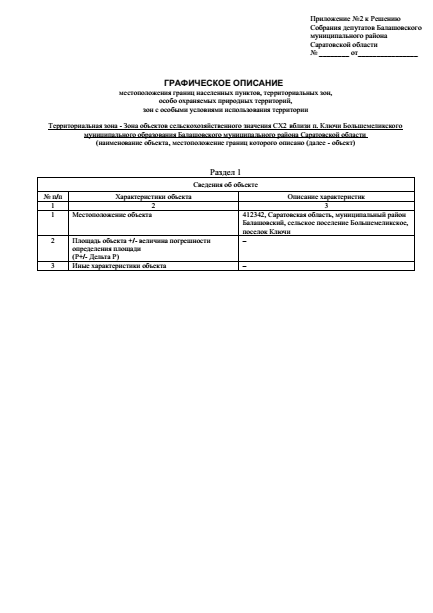 Приложение №2 к Решению
Собрания депутатов Балашовского
муниципального района
Саратовской области
№ ________ от________________
ГРАФИЧЕСКОЕ ОПИСАНИЕ
местоположения границ населенных пунктов, территориальных зон,
особо охраняемых природных территорий,
зон с особыми условиями использования территории
Территориальная зона - Зона объектов сельскохозяйственного значения СХ2 вблизи п. Ключи Большемеликского
муниципального образования Балашовского муниципального района Саратовской области
(наименование объекта, местоположение границ которого описано (далее - объект)
Раздел 1
Сведения об объекте
№ п/п Характеристики объекта Описание характеристик
1 2 3
1 Местоположение объекта 412342, Саратовская область, муниципальный район
Балашовский, сельское поселение Большемеликское,
поселок Ключи
2 Площадь объекта +/- величина погрешности –
определения площади
(P+/- Дельта P)
3 Иные характеристики объекта –